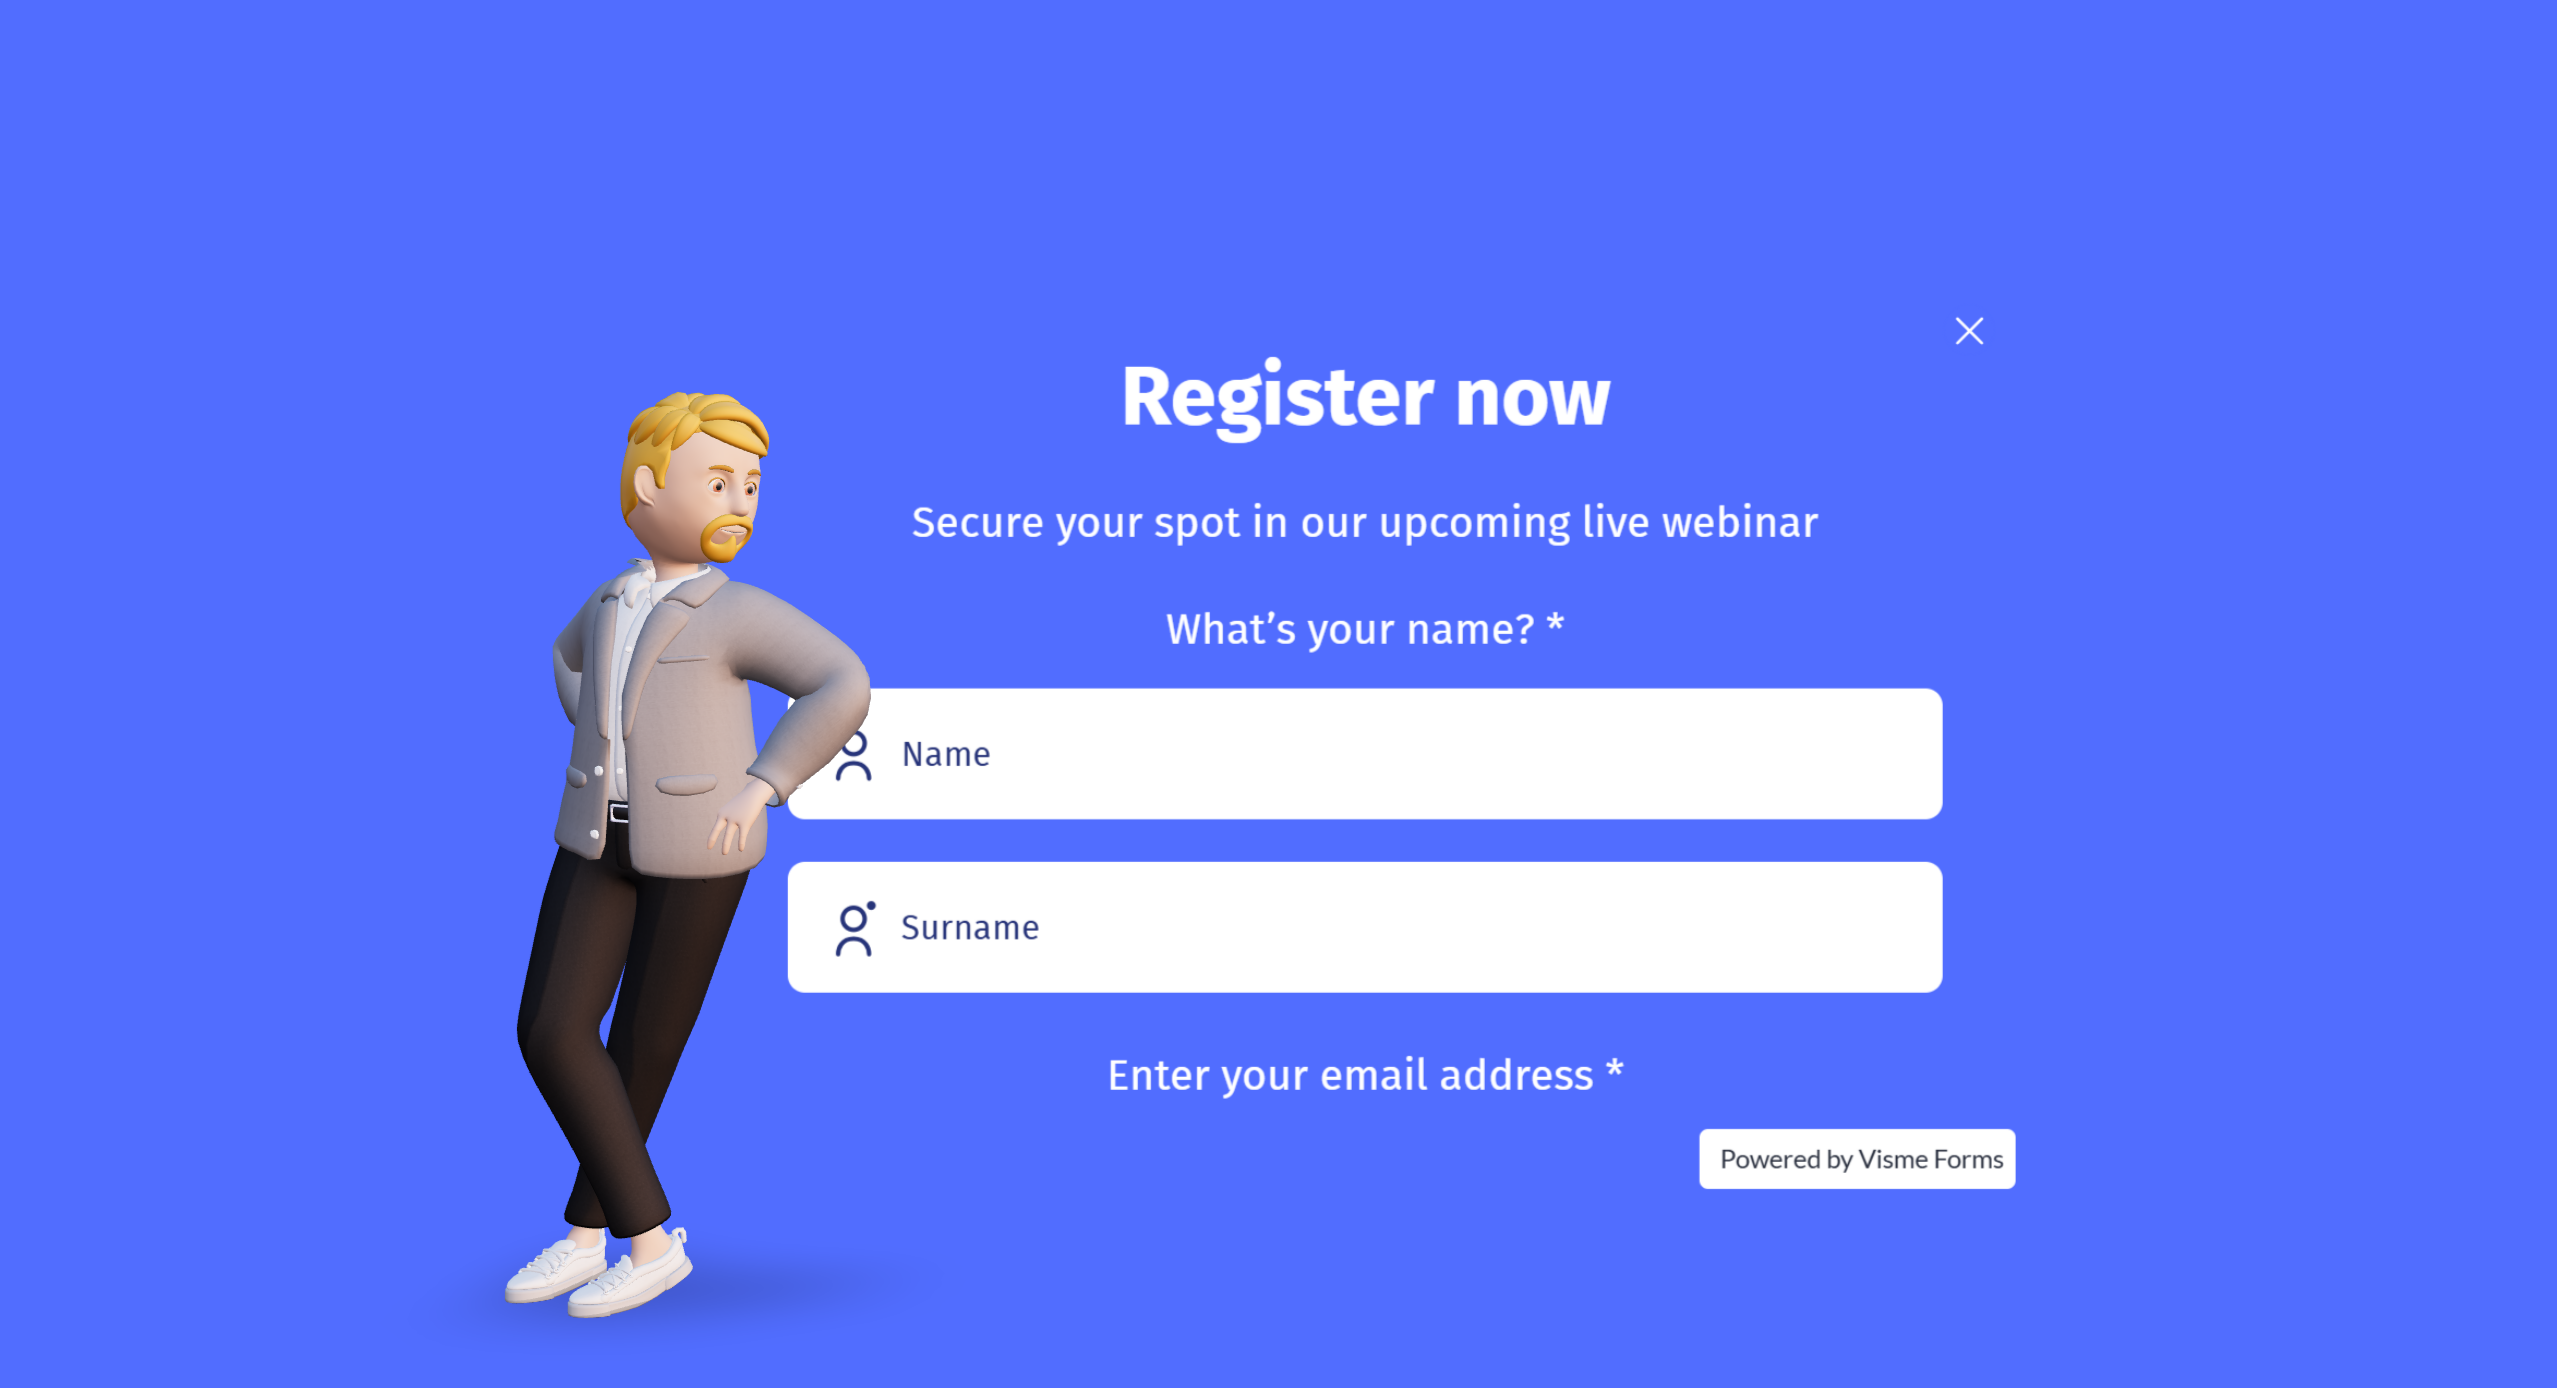 Register now
Secure your spot in our upcoming live webinar
What’s your name? *
Name
Surname
Enter your email address *
Powered by Visme Forms